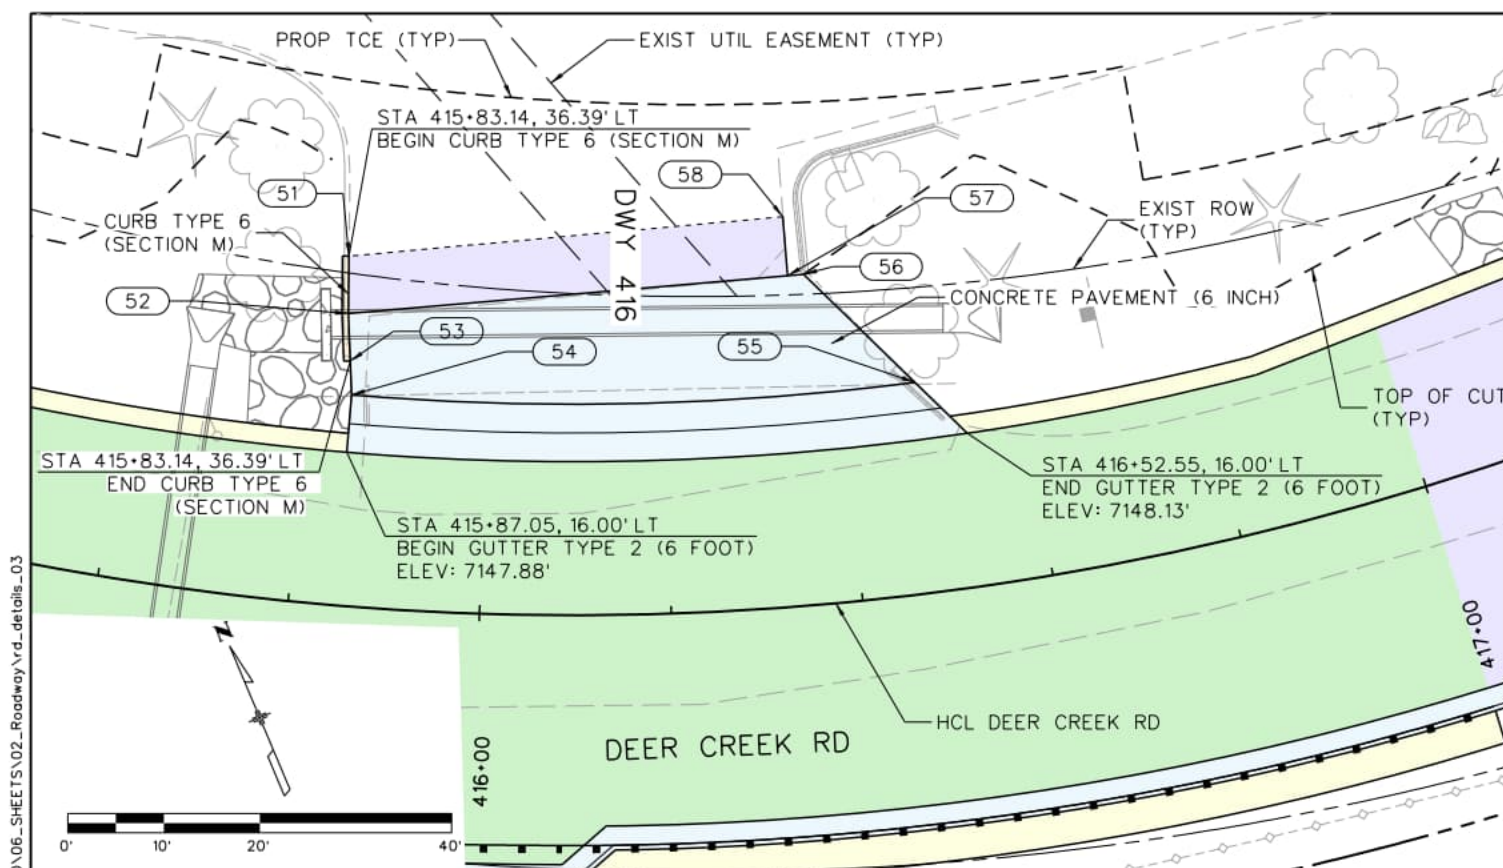 PROP TCE (TYP)
EXIST UTIL EASEMENT (TYP)
STA 415+83.14, 36.39' LT
BEGIN CURB TYPE 6 (SECTION M)
51
58
57
CURB TYPE 6
(SECTION M)
DWY 416
EXIST ROW
(TYP)
56
52
CONCRETE PAVEMENT (6 INCH)
53
54
55
TOP OF CUT
(TYP)
STA 415+83.14, 36.39' LT
END CURB TYPE 6
(SECTION M)
STA 416+52.55, 16.00' LT
END GUTTER TYPE 2 (6 FOOT)
ELEV: 7148.13'
STA 415+87.05, 16.00' LT
BEGIN GUTTER TYPE 2 (6 FOOT)
ELEV: 7147.88'
417+00
N
HCL DEER CREEK RD
DEER CREEK RD
416+00
0' 10' 20' 40'
\06_SHEETS\02_Roadway\rd_details_03